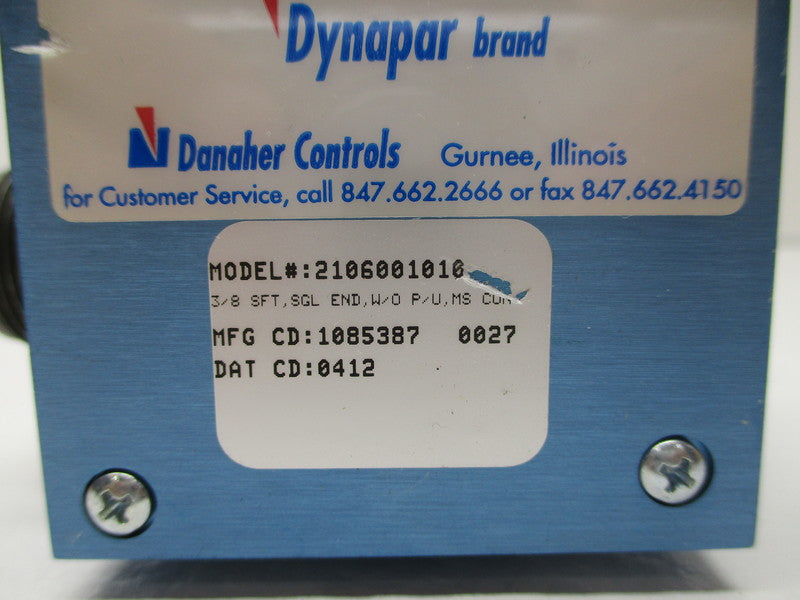 Dynapar brand
Danaher Controls Gurnee, Illinois
for Customer Service, call 847.662.2666 or fax 847.662.4150
MODEL#:2106001010
3/8 SFT,SGL END,W/O P/U,MS
MFG CD:1085387 0027
DAT CD:0412